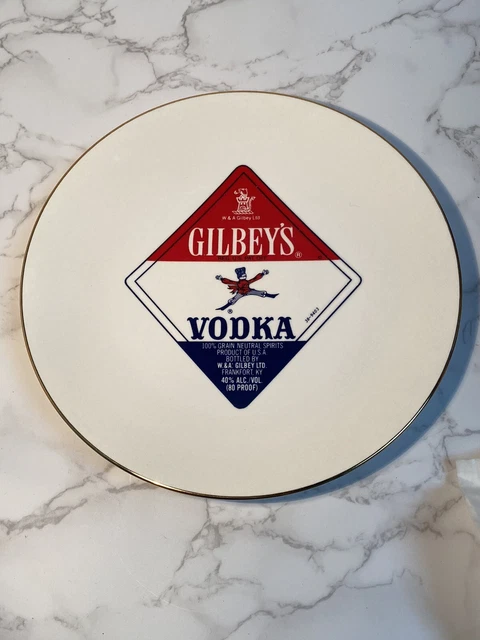 W & A Gilbey Ltd
GILBEY'S®
®
VODKA
100% GRAIN NEUTRAL SPIRITS
PRODUCT OF U.S.A.
BOTTLED BY
W.&A. GILBEY LTD.
FRANKFORT, KY
40% ALC./VOL.
(80 PROOF)